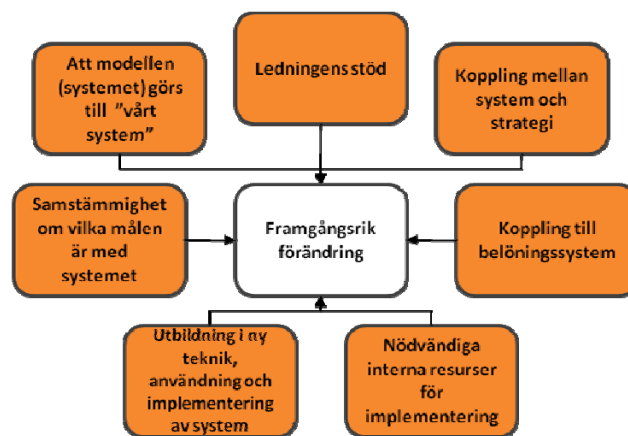 Att modellen
(systemet) görs
till ”vårt
system”
Ledningens stöd
Koppling mellan
system och
strategi
Samstämmighet
om vilka målen
är med
systemet
Framgångsrik
förändring
Koppling till
belöningssystem
Utbildning i ny
teknik,
användning och
implementering
av system
Nödvändiga
interna resurser
för
implementering